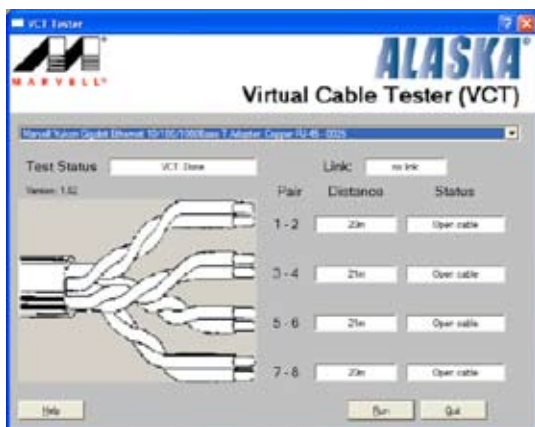 VCT Tester
MARVELL®
ALASKA®
Virtual Cable Tester (VCT)
Marvell Yukon Gigabit Ethernet 10/100/1000Base-T Adapter, Copper RJ-45 - 0025
Test Status VCT: Done Link: no link
Version: 1.02
Pair Distance Status
1 - 2 20m Open cable
3 - 4 21m Open cable
5 - 6 21m Open cable
7 - 8 20m Open cable
Help Run Quit